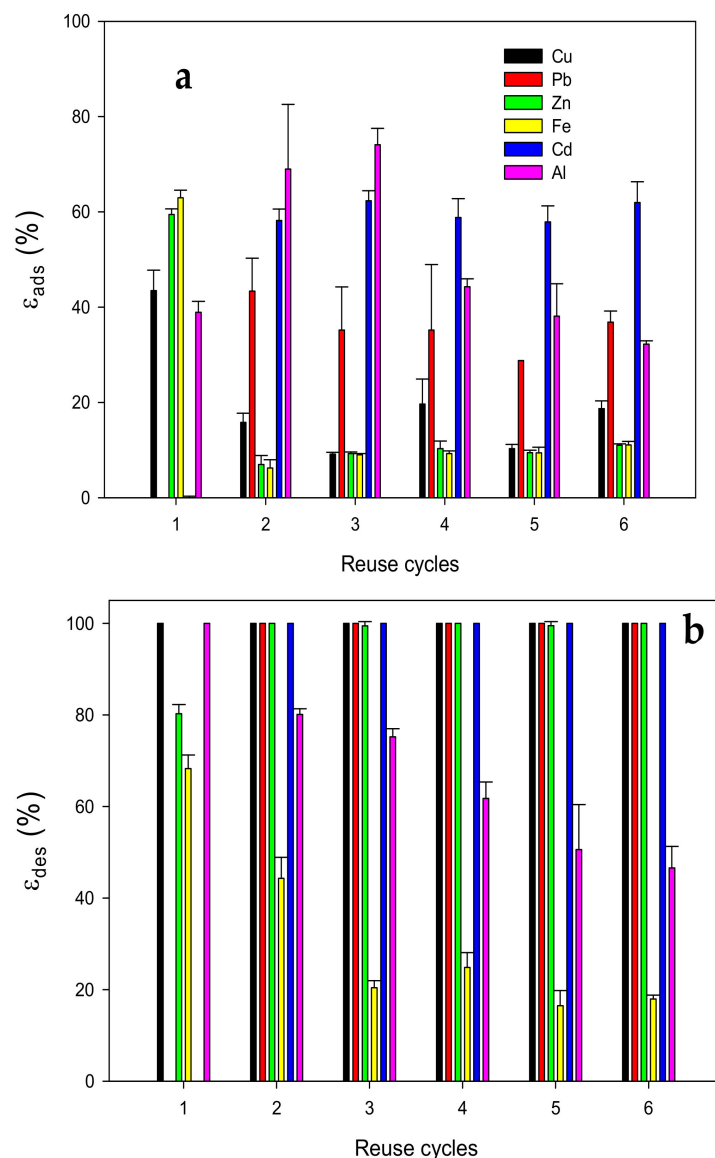 100
a
Cu
Pb
Zn
Fe
Cd
Al
80
60
40
20
0
εads (%)
1 2 3 4 5 6
Reuse cycles
b
100
80
60
40
20
0
εdes (%)
1 2 3 4 5 6
Reuse cycles